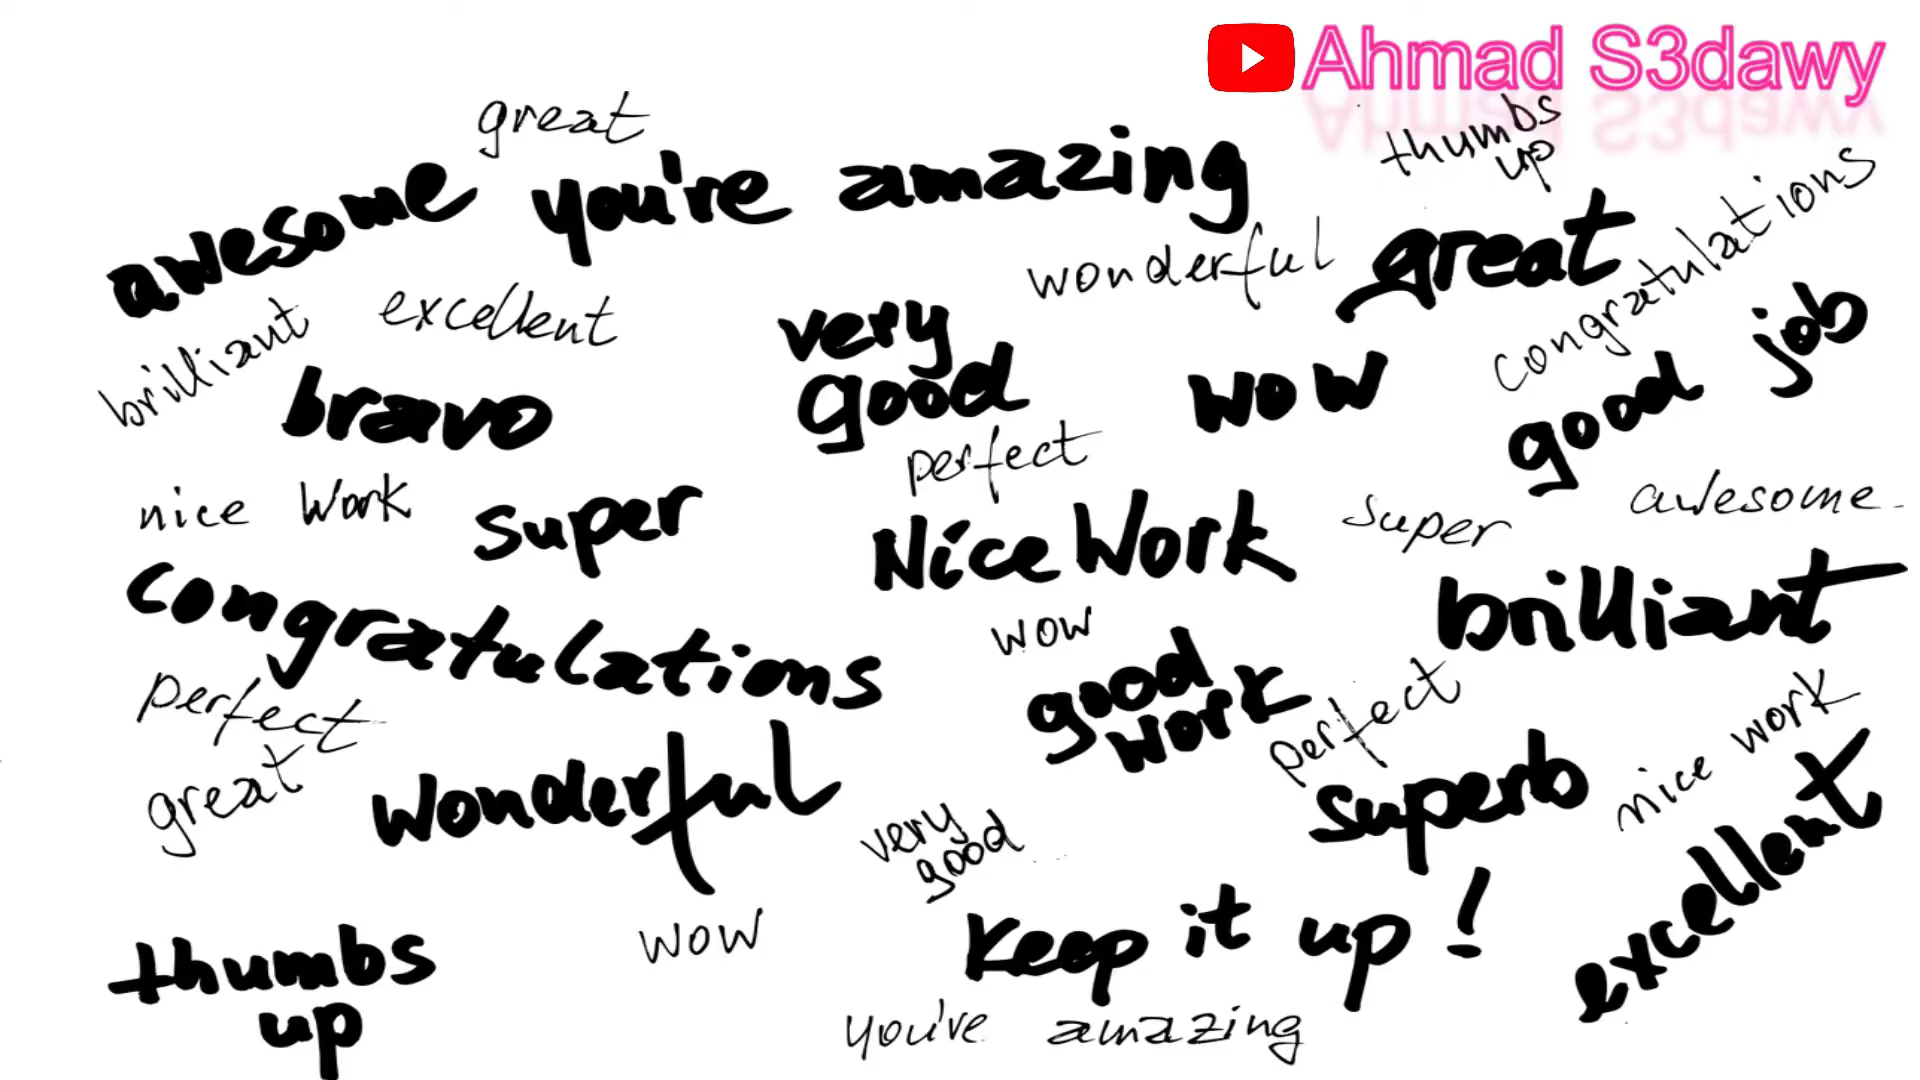 Ahmad S3dawy
great
thumbs
up
awesome you're amazing
congratulations
wonderful
great
brilliant
excellent
very
good
good job
bravo
wow
perfect
nice Work
super
Nice Work
super
awesome
congratulations
wow
brilliant
good
work
perfect
perfect
nice work
great
wonderful
superb
very
good
excellent
thumbs
up
wow
Keep it up!
you're amazing